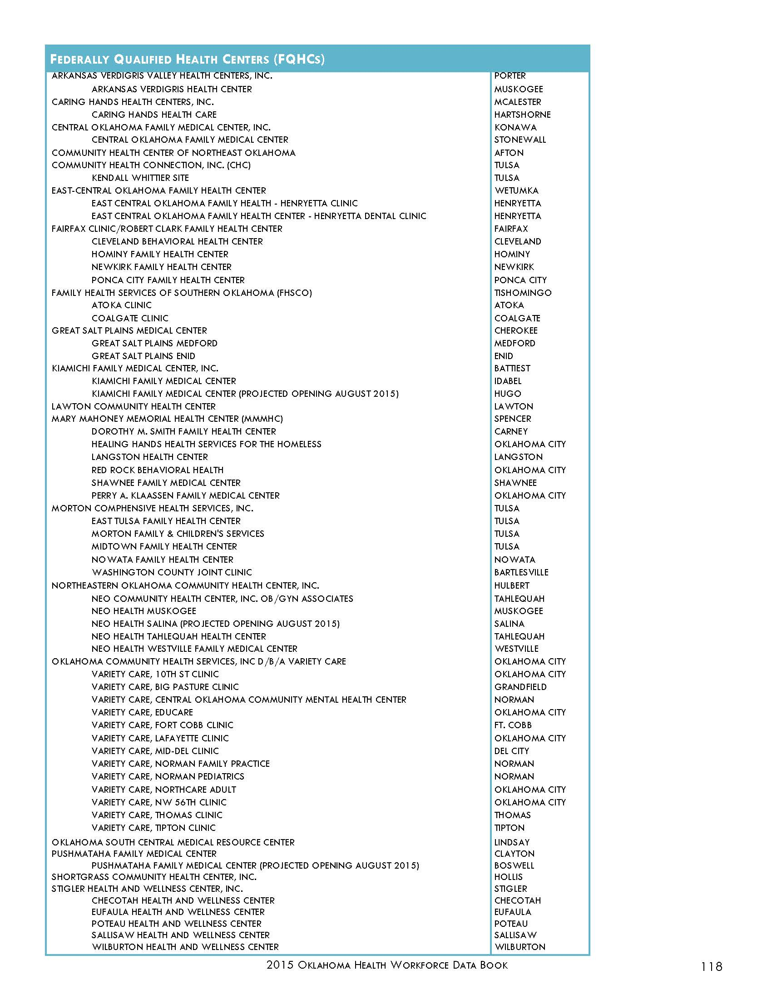 FEDERALLY QUALIFIED HEALTH CENTERS (FQHCS)
ARKANSAS VERDIGRIS VALLEY HEALTH CENTERS, INC. PORTER
ARKANSAS VERDIGRIS HEALTH CENTER MUSKOGEE
CARING HANDS HEALTH CENTERS, INC. MCALESTER
CARING HANDS HEALTH CARE HARTSHORNE
CENTRAL OKLAHOMA FAMILY MEDICAL CENTER, INC. KONAWA
CENTRAL OKLAHOMA FAMILY MEDICAL CENTER STONEWALL
COMMUNITY HEALTH CENTER OF NORTHEAST OKLAHOMA AFTON
COMMUNITY HEALTH CONNECTION, INC. (CHC) TULSA
KENDALL WHITTIER SITE TULSA
EAST-CENTRAL OKLAHOMA FAMILY HEALTH CENTER WETUMKA
EAST CENTRAL OKLAHOMA FAMILY HEALTH - HENRYETTA CLINIC HENRYETTA
EAST CENTRAL OKLAHOMA FAMILY HEALTH CENTER - HENRYETTA DENTAL CLINIC HENRYETTA
FAIRFAX CLINIC/ROBERT CLARK FAMILY HEALTH CENTER FAIRFAX
CLEVELAND BEHAVIORAL HEALTH CENTER CLEVELAND
HOMINY FAMILY HEALTH CENTER HOMINY
NEWKIRK FAMILY HEALTH CENTER NEWKIRK
PONCA CITY FAMILY HEALTH CENTER PONCA CITY
FAMILY HEALTH SERVICES OF SOUTHERN OKLAHOMA (FHSCO) TISHOMINGO
ATOKA CLINIC ATOKA
COALGATE CLINIC COALGATE
GREAT SALT PLAINS MEDICAL CENTER CHEROKEE
GREAT SALT PLAINS MEDFORD MEDFORD
GREAT SALT PLAINS ENID ENID
KIAMICHI FAMILY MEDICAL CENTER, INC. BATTIEST
KIAMICHI FAMILY MEDICAL CENTER IDABEL
KIAMICHI FAMILY MEDICAL CENTER (PROJECTED OPENING AUGUST 2015) HUGO
LAWTON COMMUNITY HEALTH CENTER LAWTON
MARY MAHONEY MEMORIAL HEALTH CENTER (MMMHC) SPENCER
DOROTHY M. SMITH FAMILY HEALTH CENTER CARNEY
HEALING HANDS HEALTH SERVICES FOR THE HOMELESS OKLAHOMA CITY
LANGSTON HEALTH CENTER LANGSTON
RED ROCK BEHAVIORAL HEALTH OKLAHOMA CITY
SHAWNEE FAMILY MEDICAL CENTER SHAWNEE
PERRY A. KLAASSEN FAMILY MEDICAL CENTER OKLAHOMA CITY
MORTON COMPHENSIVE HEALTH SERVICES, INC. TULSA
EAST TULSA FAMILY HEALTH CENTER TULSA
MORTON FAMILY & CHILDREN'S SERVICES TULSA
MIDTOWN FAMILY HEALTH CENTER TULSA
NOWATA FAMILY HEALTH CENTER NOWATA
WASHINGTON COUNTY JOINT CLINIC BARTLESVILLE
NORTHEASTERN OKLAHOMA COMMUNITY HEALTH CENTER, INC. HULBERT
NEO COMMUNITY HEALTH CENTER, INC. OB/GYN ASSOCIATES TAHLEQUAH
NEO HEALTH MUSKOGEE MUSKOGEE
NEO HEALTH SALINA (PROJECTED OPENING AUGUST 2015) SALINA
NEO HEALTH TAHLEQUAH HEALTH CENTER TAHLEQUAH
NEO HEALTH WESTVILLE FAMILY MEDICAL CENTER WESTVILLE
OKLAHOMA COMMUNITY HEALTH SERVICES, INC D/B/A VARIETY CARE OKLAHOMA CITY
VARIETY CARE, 10TH ST CLINIC OKLAHOMA CITY
VARIETY CARE, BIG PASTURE CLINIC GRANDFIELD
VARIETY CARE, CENTRAL OKLAHOMA COMMUNITY MENTAL HEALTH CENTER NORMAN
VARIETY CARE, EDUCARE OKLAHOMA CITY
VARIETY CARE, FORT COBB CLINIC FT. COBB
VARIETY CARE, LAFAYETTE CLINIC OKLAHOMA CITY
VARIETY CARE, MID-DEL CLINIC DEL CITY
VARIETY CARE, NORMAN FAMILY PRACTICE NORMAN
VARIETY CARE, NORMAN PEDIATRICS NORMAN
VARIETY CARE, NORTHCARE ADULT OKLAHOMA CITY
VARIETY CARE, NW 56TH CLINIC OKLAHOMA CITY
VARIETY CARE, THOMAS CLINIC THOMAS
VARIETY CARE, TIPTON CLINIC TIPTON
OKLAHOMA SOUTH CENTRAL MEDICAL RESOURCE CENTER LINDSAY
PUSHMATAHA FAMILY MEDICAL CENTER CLAYTON
PUSHMATAHA FAMILY MEDICAL CENTER (PROJECTED OPENING AUGUST 2015) BOSWELL
SHORTGRASS COMMUNITY HEALTH CENTER, INC. HOLLIS
STIGLER HEALTH AND WELLNESS CENTER, INC. STIGLER
CHECOTAH HEALTH AND WELLNESS CENTER CHECOTAH
EUFAULA HEALTH AND WELLNESS CENTER EUFAULA
POTEAU HEALTH AND WELLNESS CENTER POTEAU
SALLISAW HEALTH AND WELLNESS CENTER SALLISAW
WILBURTON HEALTH AND WELLNESS CENTER WILBURTON
2015 OKLAHOMA HEALTH WORKFORCE DATA BOOK 118